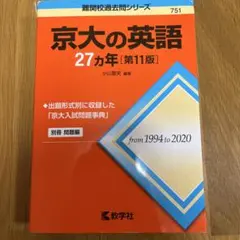 難関校過去問シリーズ
751
京大の英語
27カ年[第11版]
編著
◆出題形式別に収録した
「京大入試問題事典」
別冊 問題編
from 1994 to 2020
教学社